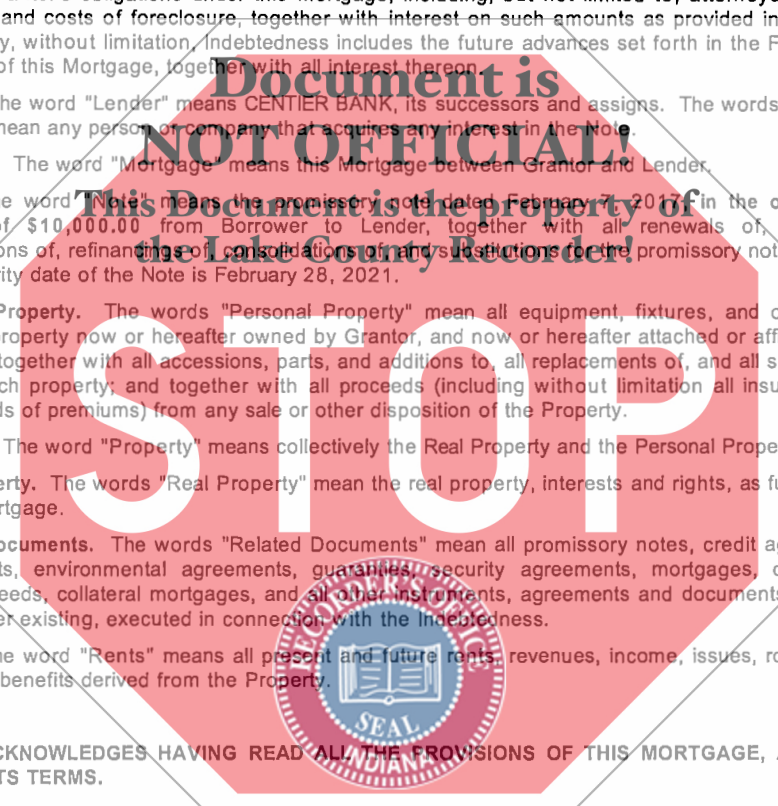 obligations under this Mortgage, including, but not limited to, attorneys
and costs of foreclosure, together with interest on such amounts as provided in
y, without limitation, Indebtedness includes the future advances set forth in the
of this Mortgage, together with all interest thereon.
Document is
he word "Lender" means CENTIER BANK, its successors and assigns. The words
mean any person or company that acquires any interest in the Note.
NOT OFFICIAL!
The word "Mortgage" means this Mortgage between Grantor and Lender.
e word "Note" means the promissory note dated February 7, 2017, in the
This Document is the property of
of $10,000.00 from Borrower to Lender, together with all renewals of,
ons of, refinancings of, consolidations of, and substitutions for the promissory not
the Lake County Recorder!
ity date of the Note is February 28, 2021.
Property. The words "Personal Property" mean all equipment, fixtures, and
property now or hereafter owned by Grantor, and now or hereafter attached or aff
together with all accessions, parts, and additions to, all replacements of, and all s
ch property; and together with all proceeds (including without limitation all insu
ds of premiums) from any sale or other disposition of the Property.
STOP
The word "Property" means collectively the Real Property and the Personal Prope
erty. The words "Real Property" mean the real property, interests and rights, as fu
rtgage.
ocuments. The words "Related Documents" mean all promissory notes, credit ag
ts, environmental agreements, guaranties, security agreements, mortgages,
eeds, collateral mortgages, and all other instruments, agreements and documents
er existing, executed in connection with the Indebtedness.
RECORDER'S OFFICE
SEAL
INDIANA
e word "Rents" means all present and future rents, revenues, income, issues, ro
benefits derived from the Property.
CKNOWLEDGES HAVING READ ALL THE PROVISIONS OF THIS MORTGAGE,
TS TERMS.